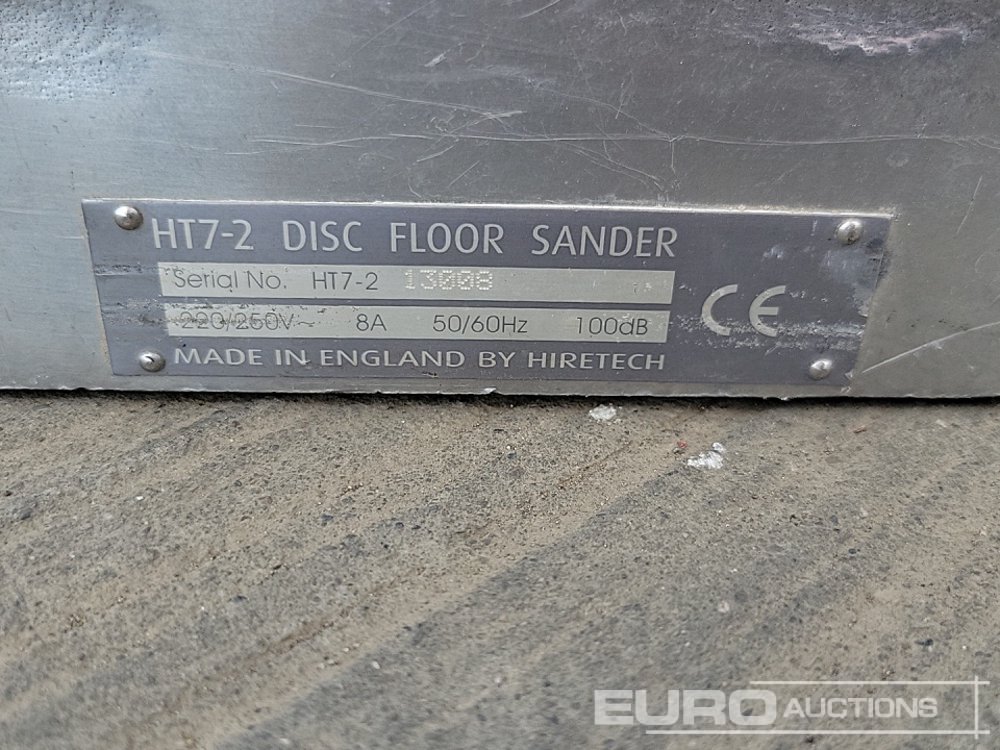 HT7-2 DISC FLOOR SANDER
Serial No. HT7-2 13008
220/250V~ 8A 50/60Hz 100dB
CE
MADE IN ENGLAND BY HIRETECH
EURO AUCTIONS